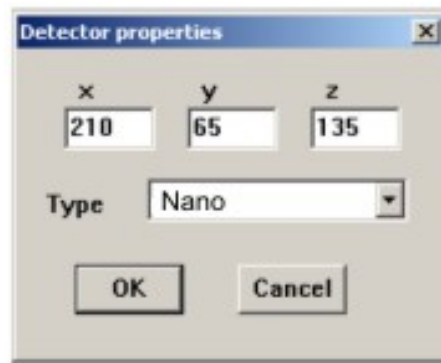 Detector properties
x y z
210 65 135
Type Nano
OK Cancel